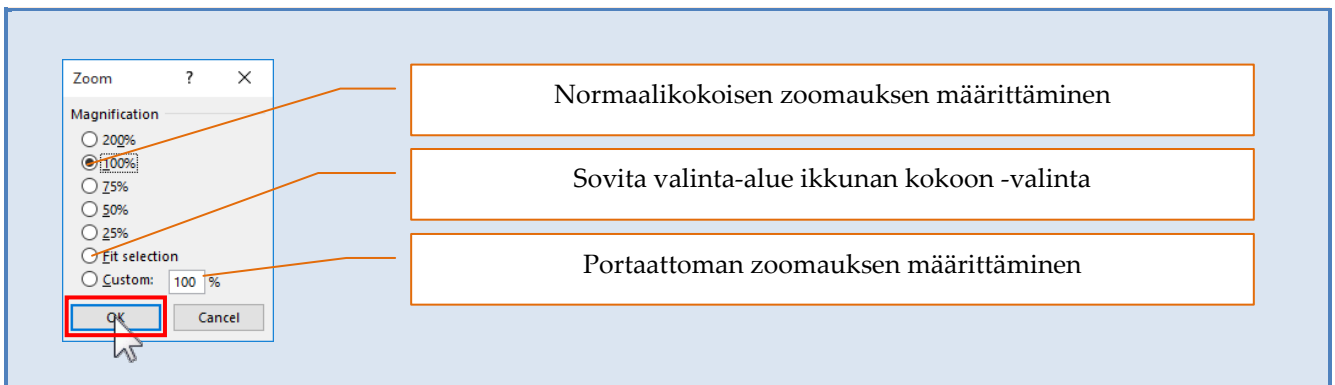 Zoom ? ×
Magnification
200%
100%
75%
50%
25%
Fit selection
Custom: 100 %
OK Cancel
Normaalikokoisen zoomauksen määrittäminen
Sovita valinta-alue ikkunan kokoon -valinta
Portaattoman zoomauksen määrittäminen